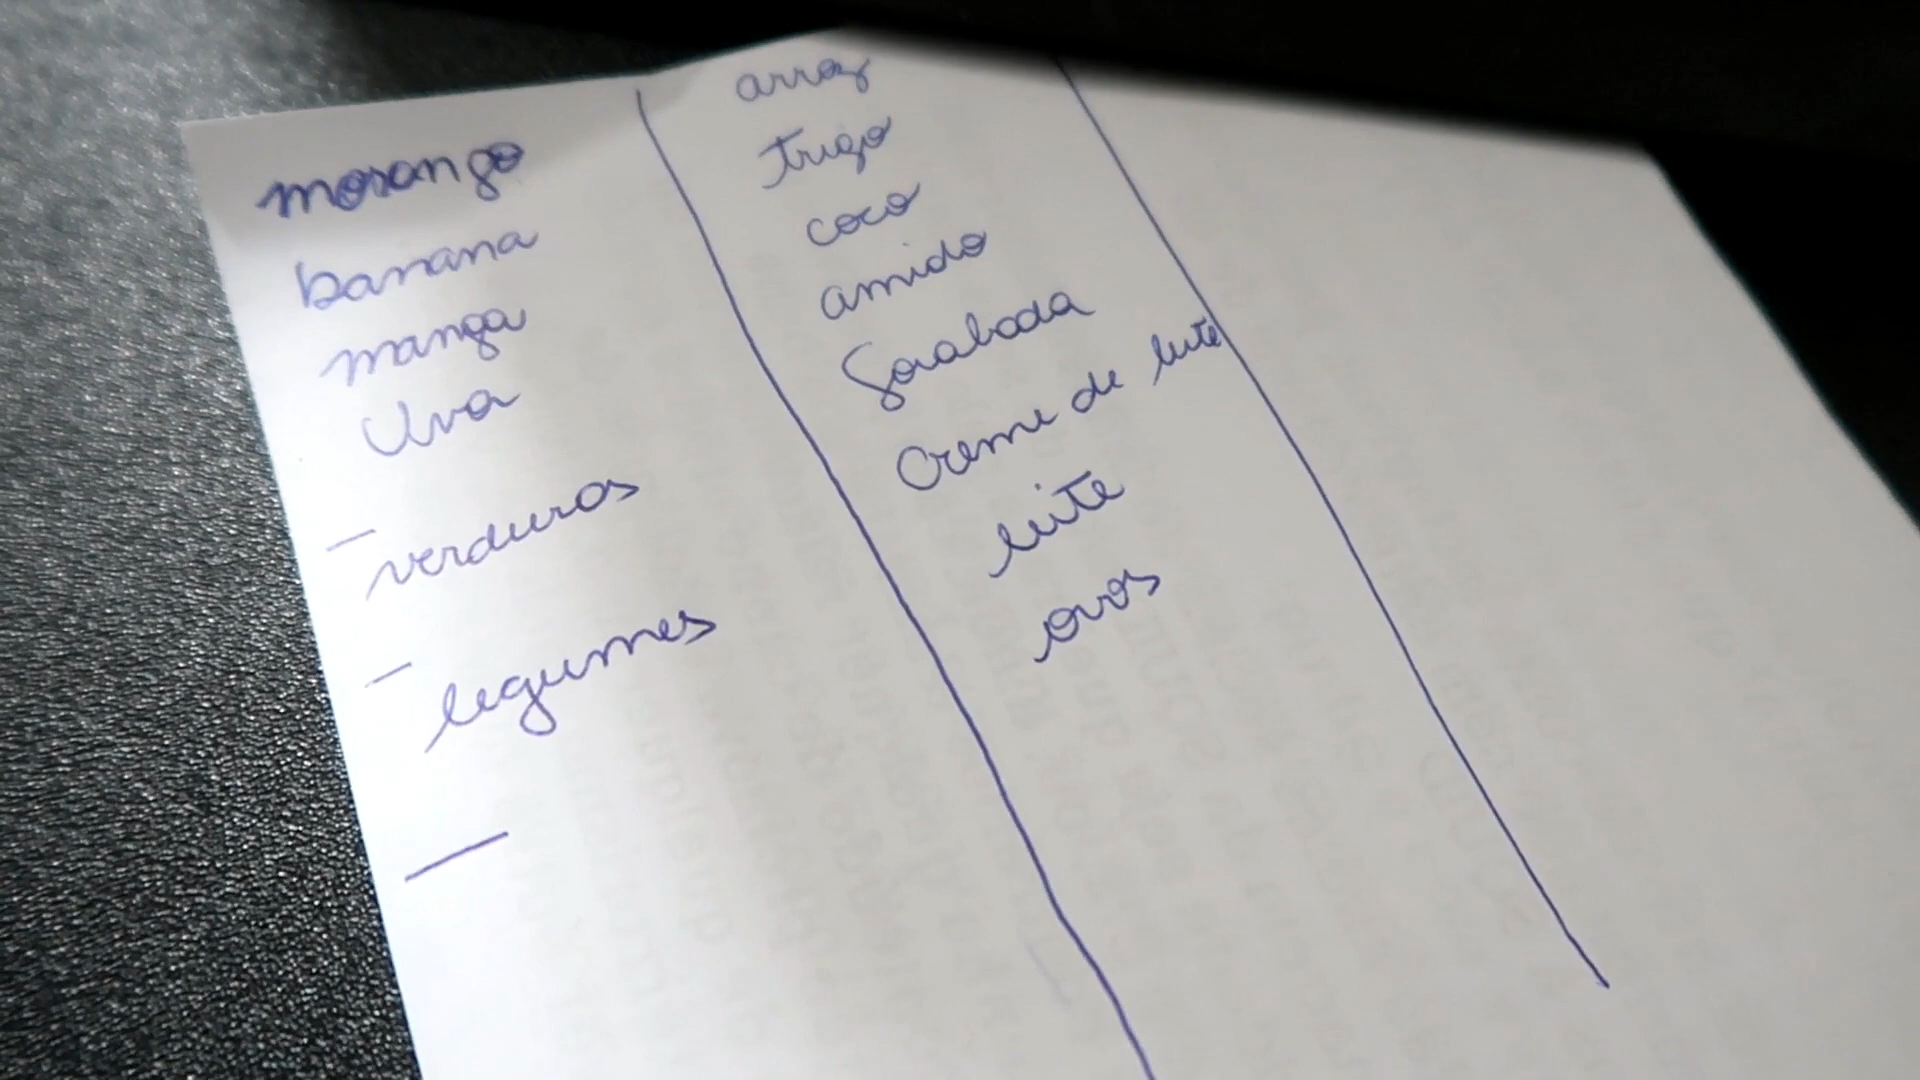 morango
banana
manga
Uva
- verduras
- legumes
—
arroz
trigo
coco
amido
Goiabada
Creme de leite
leite
ovos